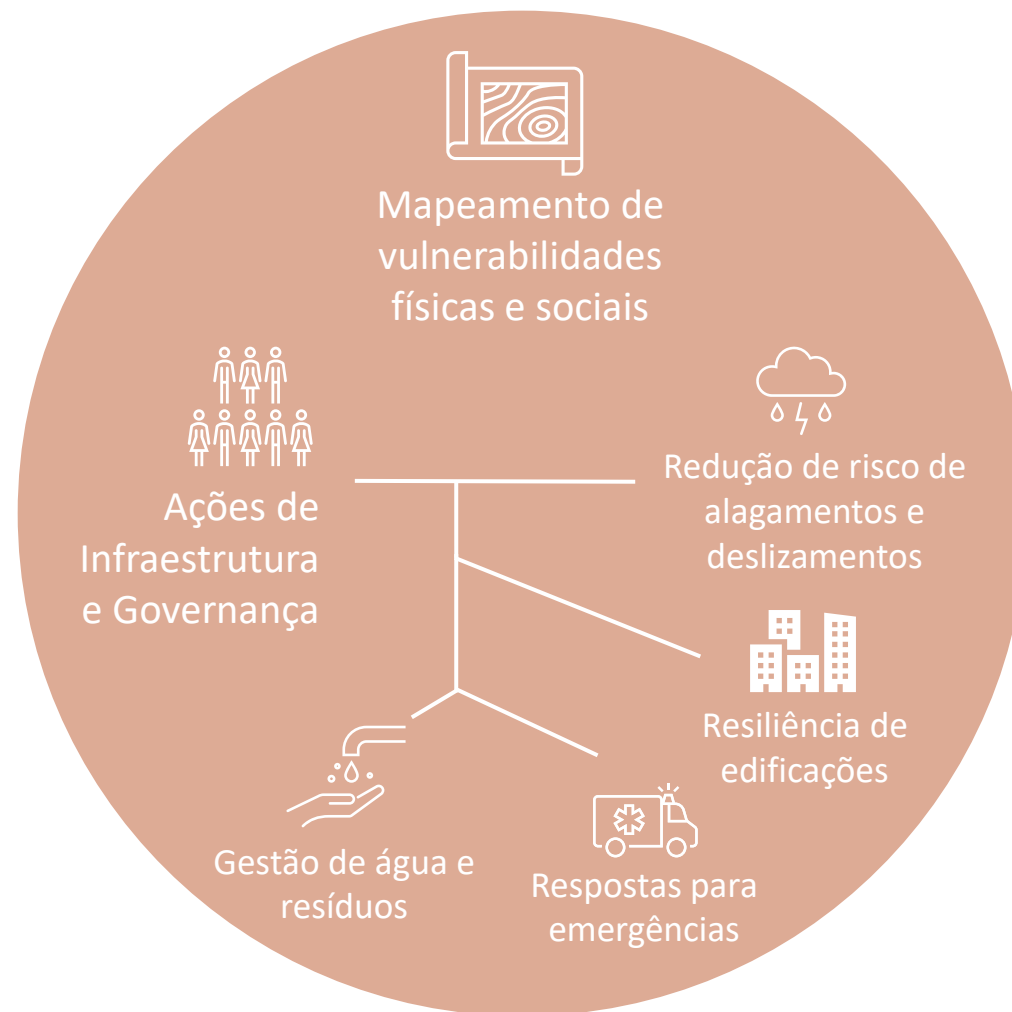 Mapeamento de
vulnerabilidades
físicas e sociais
Ações de
Infraestrutura
e Governança
Redução de risco de
alagamentos e
deslizamentos
Resiliência de
edificações
Gestão de água e
resíduos
Respostas para
emergências